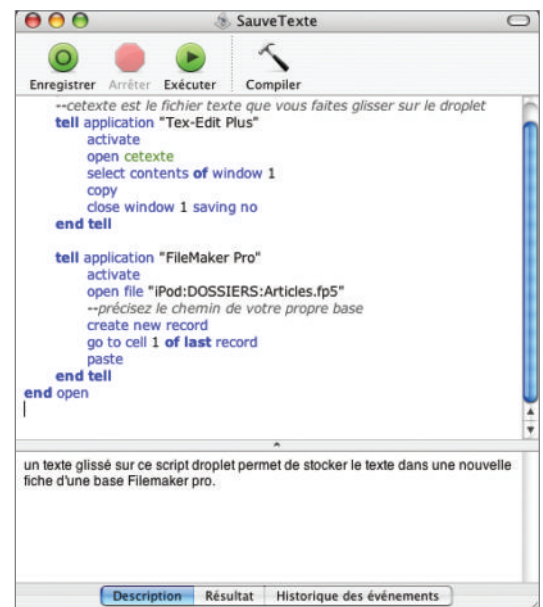 SauveTexte
Enregistrer Arrêter Exécuter Compiler
--cetexte est le fichier texte que vous faites glisser sur le droplet
tell application "Tex-Edit Plus"
activate
open cetexte
select contents of window 1
copy
close window 1 saving no
end tell
tell application "FileMaker Pro"
activate
open file "iPod:DOSSIERS:Articles.fp5"
--précisez le chemin de votre propre base
create new record
go to cell 1 of last record
paste
end tell
end open
un texte glissé sur ce script droplet permet de stocker le texte dans une nouvelle
fiche d'une base Filemaker pro.
Description Résultat Historique des événements